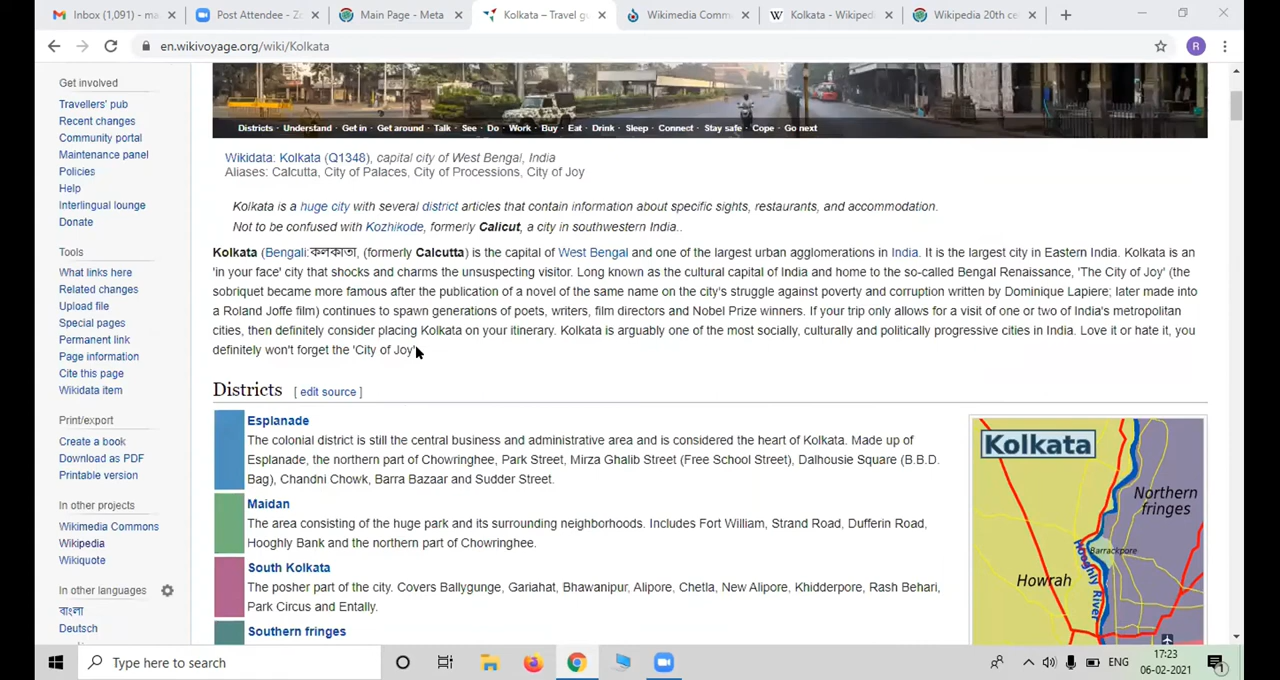 Inbox (1,091) - ma
Post Attendee - Zo
Main Page - Meta
Kolkata – Travel gu
Wikimedia Comm
Kolkata - Wikiped
Wikipedia 20th ce
en.wikivoyage.org/wiki/Kolkata
R
Get involved
Travellers' pub
Recent changes
Community portal
Maintenance panel
Policies
Help
Interlingual lounge
Donate
Tools
What links here
Related changes
Upload file
Special pages
Permanent link
Page information
Cite this page
Wikidata item
Print/export
Create a book
Download as PDF
Printable version
In other projects
Wikimedia Commons
Wikipedia
Wikiquote
In other languages
বাংলা
Deutsch
Districts · Understand · Get in · Get around · Talk · See · Do · Work · Buy · Eat · Drink · Sleep · Connect · Stay safe · Cope · Go next
Wikidata: Kolkata (Q1348), capital city of West Bengal, India
Aliases: Calcutta, City of Palaces, City of Processions, City of Joy
Kolkata is a huge city with several district articles that contain information about specific sights, restaurants, and accommodation.
Not to be confused with Kozhikode, formerly Calicut, a city in southwestern India..
Kolkata (Bengali:কলকাতা, (formerly Calcutta) is the capital of West Bengal and one of the largest urban agglomerations in India. It is the largest city in Eastern India. Kolkata is an
'in your face' city that shocks and charms the unsuspecting visitor. Long known as the cultural capital of India and home to the so-called Bengal Renaissance, 'The City of Joy' (the
sobriquet became more famous after the publication of a novel of the same name on the city's struggle against poverty and corruption written by Dominique Lapiere; later made into
a Roland Joffe film) continues to spawn generations of poets, writers, film directors and Nobel Prize winners. If your trip only allows for a visit of one or two of India's metropolitan
cities, then definitely consider placing Kolkata on your itinerary. Kolkata is arguably one of the most socially, culturally and politically progressive cities in India. Love it or hate it, you
definitely won't forget the 'City of Joy'
Districts [ edit source ]
Esplanade
The colonial district is still the central business and administrative area and is considered the heart of Kolkata. Made up of
Esplanade, the northern part of Chowringhee, Park Street, Mirza Ghalib Street (Free School Street), Dalhousie Square (B.B.D.
Bag), Chandni Chowk, Barra Bazaar and Sudder Street.
Maidan
The area consisting of the huge park and its surrounding neighborhoods. Includes Fort William, Strand Road, Dufferin Road,
Hooghly Bank and the northern part of Chowringhee.
South Kolkata
The posher part of the city. Covers Ballygunge, Gariahat, Bhawanipur, Alipore, Chetla, New Alipore, Khidderpore, Rash Behari,
Park Circus and Entally.
Southern fringes
Kolkata
Northern
fringes
Barrackpore
Howrah
Hooghly River
Type here to search
ENG
17:23
06-02-2021
1